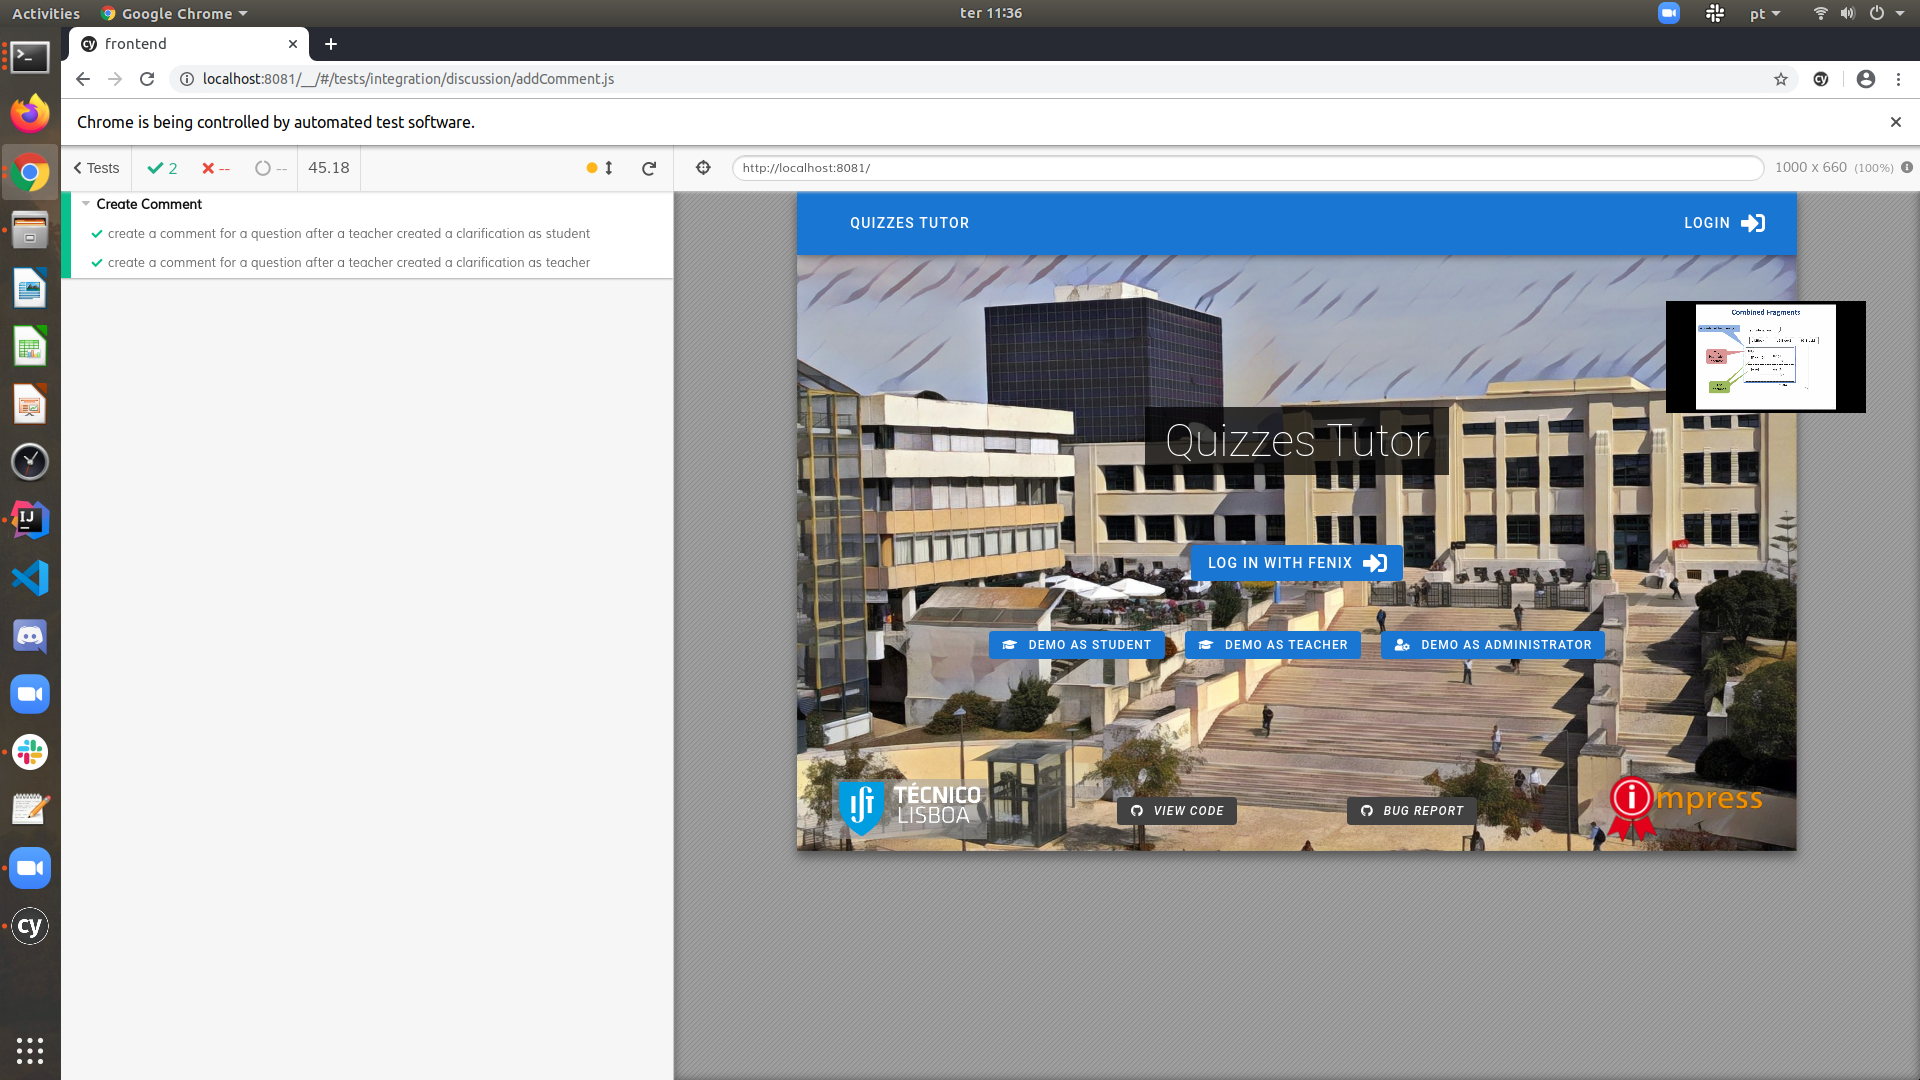 Activities
Google Chrome
ter 11:36
pt
frontend
localhost:8081/__/#/tests/integration/discussion/addComment.js
Chrome is being controlled by automated test software.
Tests
2
--
--
45.18
http://localhost:8081/
1000 x 660 (100%)
Create Comment
create a comment for a question after a teacher created a clarification as student
create a comment for a question after a teacher created a clarification as teacher
QUIZZES TUTOR
LOGIN
Combined Fragments
Quizzes Tutor
LOG IN WITH FENIX
DEMO AS STUDENT
DEMO AS TEACHER
DEMO AS ADMINISTRATOR
TÉCNICO
LISBOA
VIEW CODE
BUG REPORT
impress
IJ
cy